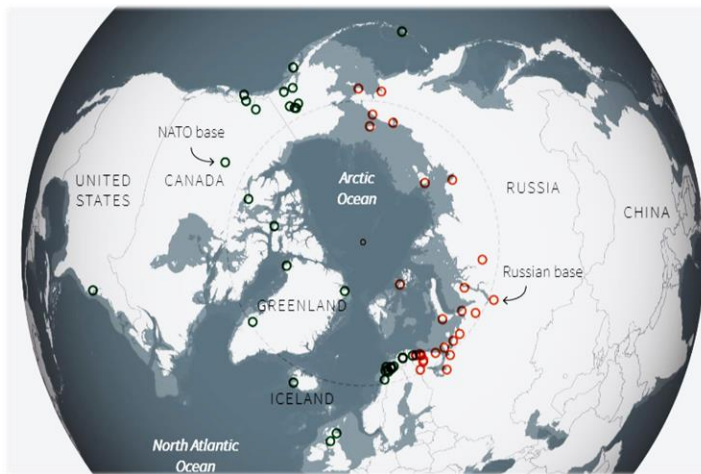 NATO base
UNITED
STATES
CANADA
Arctic
Ocean
RUSSIA
CHINA
Russian base
GREENLAND
ICELAND
North Atlantic
Ocean